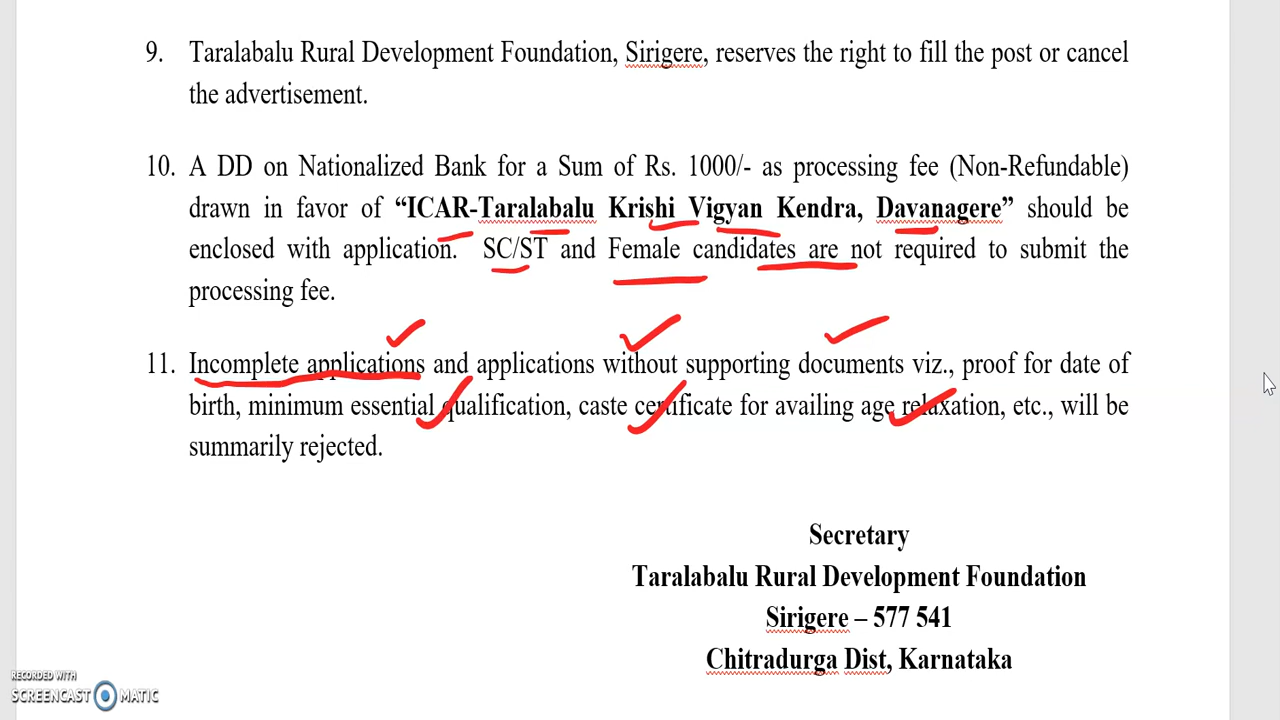 9. Taralabalu Rural Development Foundation, Sirigere, reserves the right to fill the post or cancel
the advertisement.
10. A DD on Nationalized Bank for a Sum of Rs. 1000/- as processing fee (Non-Refundable)
drawn in favor of “ICAR-Taralabalu Krishi Vigyan Kendra, Davanagere” should be
enclosed with application. SC/ST and Female candidates are not required to submit the
processing fee.
11. Incomplete applications and applications without supporting documents viz., proof for date of
birth, minimum essential qualification, caste certificate for availing age relaxation, etc., will be
summarily rejected.
Secretary
Taralabalu Rural Development Foundation
Sirigere – 577 541
Chitradurga Dist, Karnataka
RECORDED WITH
SCREENCAST MATIC